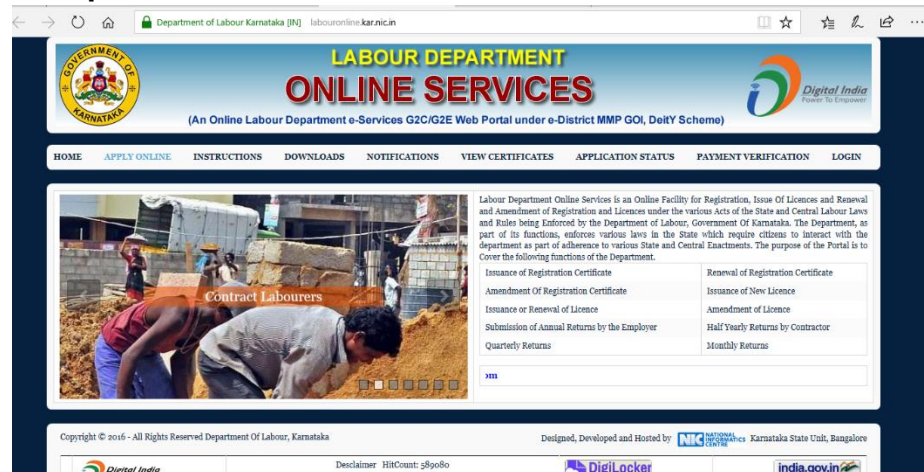 Department of Labour Karnataka [IN] labouronline.kar.nic.in
GOVERNMENT OF KARNATAKA
LABOUR DEPARTMENT
ONLINE SERVICES
(An Online Labour Department e-Services G2C/G2E Web Portal under e-District MMP GOI, DeitY Scheme)
Digital India
Power To Empower
HOME APPLY ONLINE INSTRUCTIONS DOWNLOADS NOTIFICATIONS VIEW CERTIFICATES APPLICATION STATUS PAYMENT VERIFICATION LOGIN
Contract Labourers
Labour Department Online Services is an Online Facility for Registration, Issue Of Licences and Renewal
and Amendment of Registration and Licences under the various Acts of the State and Central Labour Laws
and Rules being Enforced by the Department of Labour, Government Of Karnataka. The Department, as
part of its functions, enforces various laws in the State which require citizens to interact with the
department as part of adherence to various State and Central Enactments. The purpose of the Portal is to
Cover the following functions of the Department.
Issuance of Registration Certificate Renewal of Registration Certificate
Amendment Of Registration Certificate Issuance of New Licence
Issuance or Renewal of Licence Amendment of Licence
Submission of Annual Returns by the Employer Half Yearly Returns by Contractor
Quarterly Returns Monthly Returns
om
Copyright © 2016 - All Rights Reserved Department Of Labour, Karnataka
Designed, Developed and Hosted by NIC NATIONAL INFORMATICS CENTRE Karnataka State Unit, Bangalore
Digital India
Disclaimer HitCount: 589080
DigiLocker
india.gov.in